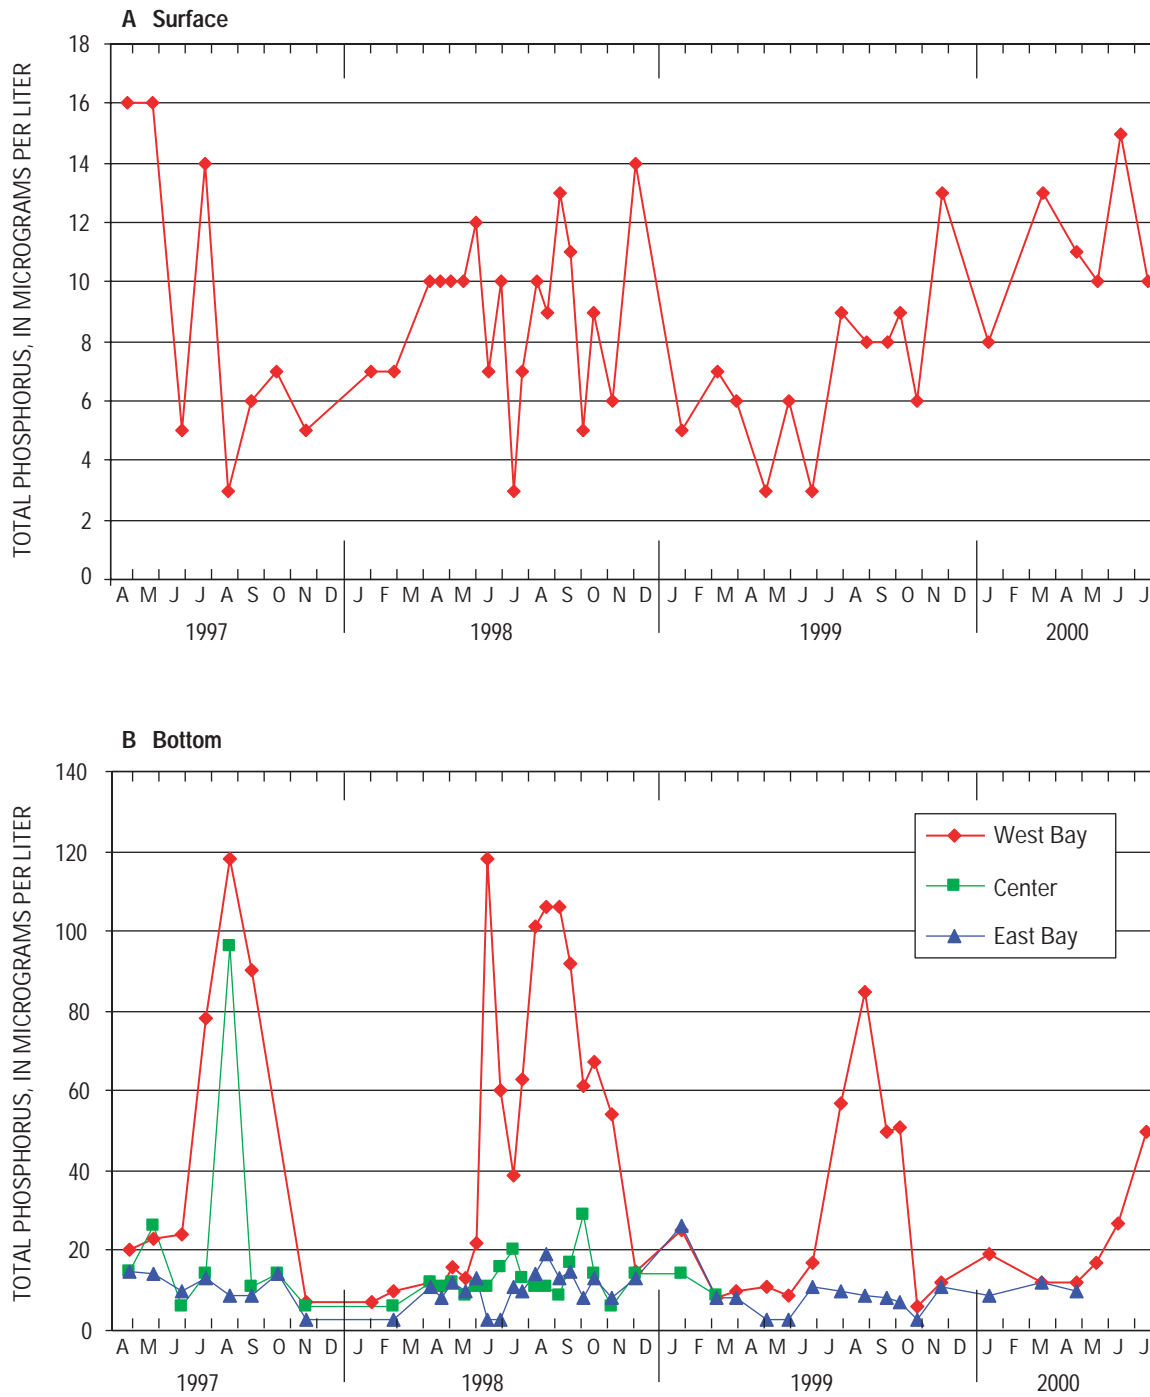 A Surface
TOTAL PHOSPHORUS, IN MICROGRAMS PER LITER
18
16
14
12
10
8
6
4
2
0
A M J J A S O N D J F M A M J J A S O N D J F M A M J J A S O N D J F M A M J J
1997 1998 1999 2000
B Bottom
TOTAL PHOSPHORUS, IN MICROGRAMS PER LITER
140
120
100
80
60
40
20
0
West Bay
Center
East Bay
A M J J A S O N D J F M A M J J A S O N D J F M A M J J A S O N D J F M A M J J
1997 1998 1999 2000